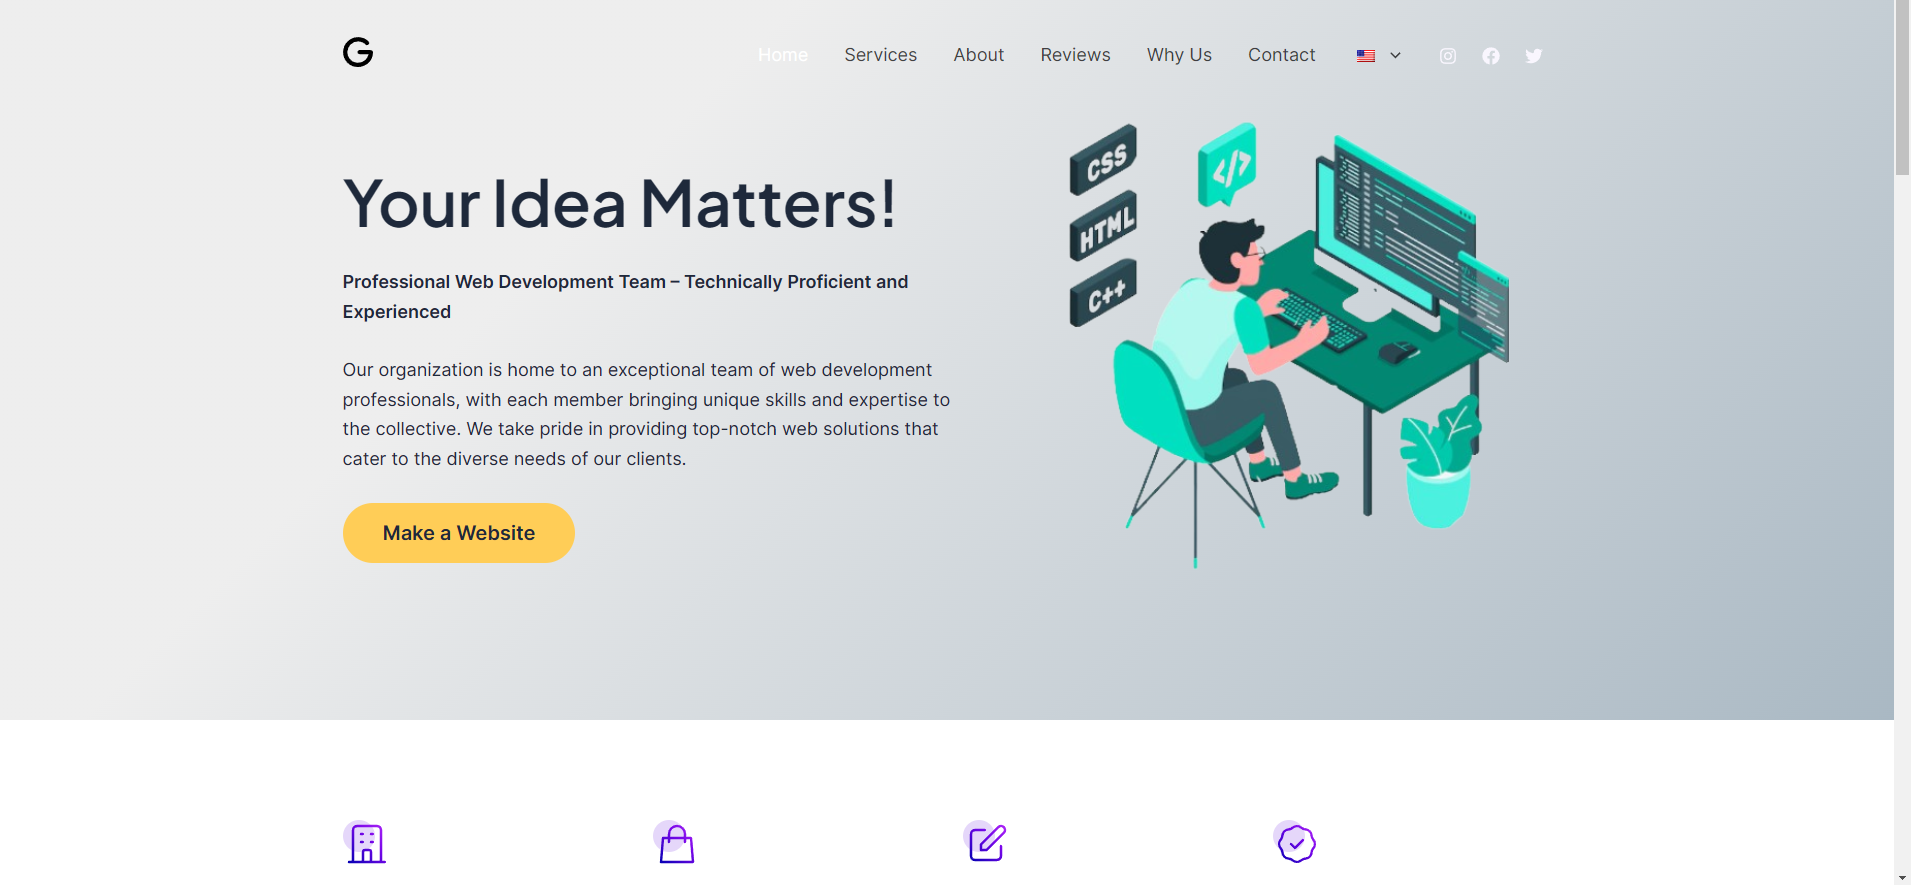 G
Home Services About Reviews Why Us Contact
Your Idea Matters!
Professional Web Development Team – Technically Proficient and
Experienced
Our organization is home to an exceptional team of web development
professionals, with each member bringing unique skills and expertise to
the collective. We take pride in providing top-notch web solutions that
cater to the diverse needs of our clients.
Make a Website
CSS
</>
HTML
C++